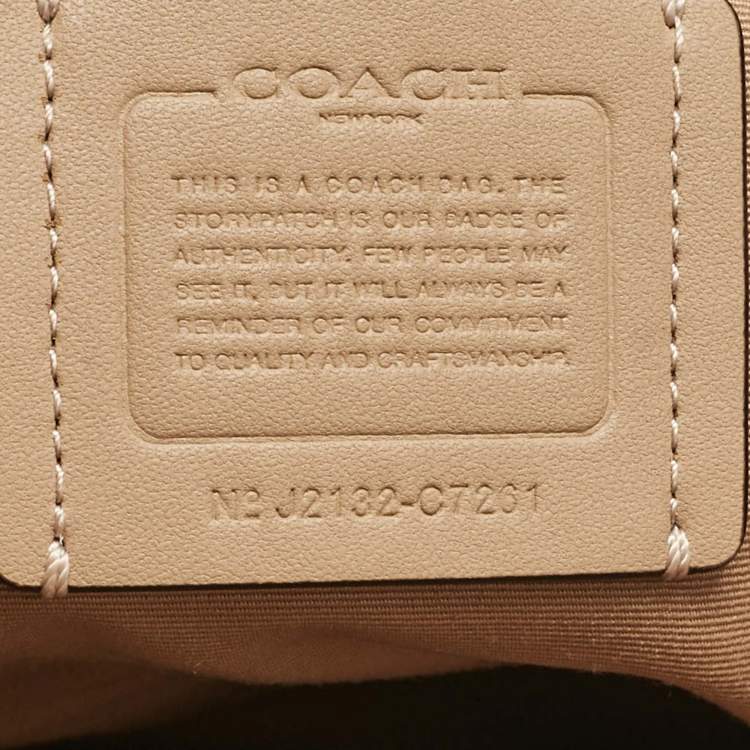 COACH
NEW YORK
THIS IS A COACH BAG. THE
STORYPATCH IS OUR BADGE OF
AUTHENTICITY. FEW PEOPLE MAY
SEE IT, BUT IT WILL ALWAYS BE A
REMINDER OF OUR COMMITMENT
TO QUALITY AND CRAFTSMANSHIP.
Nº J2132-C7261